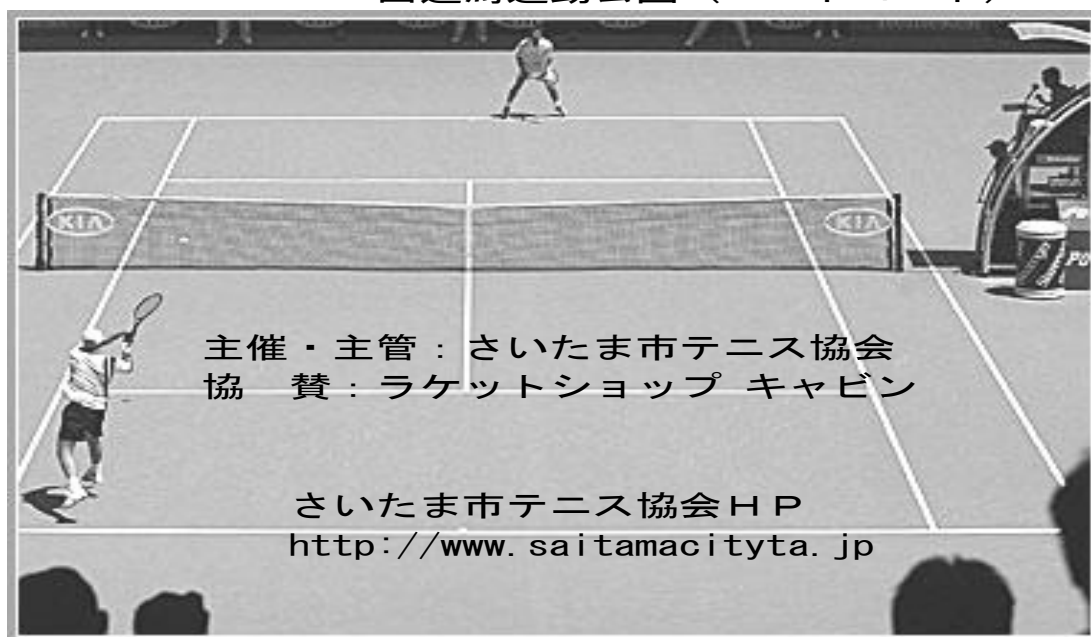 主催・主管：さいたま市テニス協会
協　賛：ラケットショップ キャビン
さいたま市テニス協会ＨＰ
http://www.saitamacityta.jp
KIA
KIA